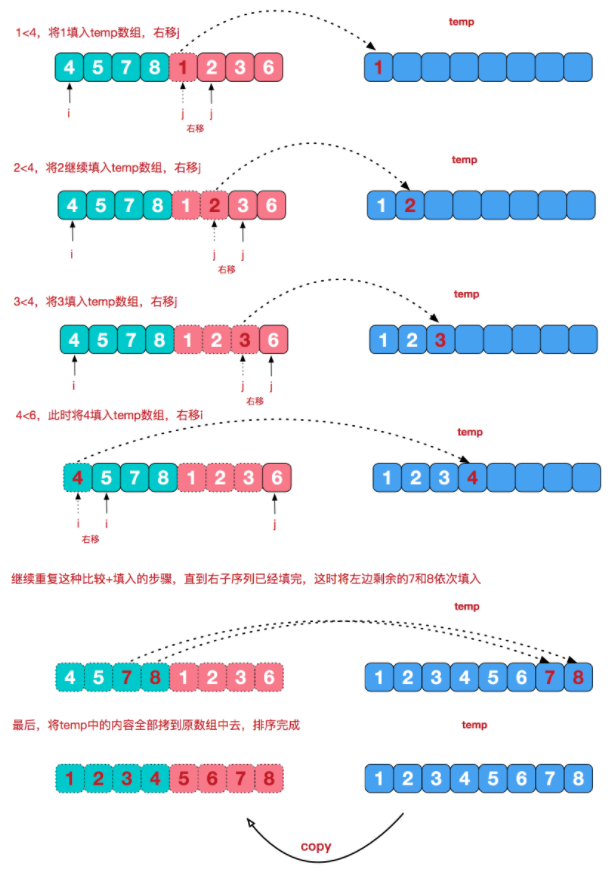 temp
1<4，将1填入temp数组，右移j
4 5 7 8 1 2 3 6
1
i
j j
右移
temp
2<4，将2继续填入temp数组，右移j
4 5 7 8 1 2 3 6
1 2
i
j j
右移
temp
3<4，将3填入temp数组，右移j
4 5 7 8 1 2 3 6
1 2 3
i
j j
右移
4<6，此时将4填入temp数组，右移i
temp
4 5 7 8 1 2 3 6
1 2 3 4
i i
j
右移
继续重复这种比较+填入的步骤，直到右子序列已经填完，这时将左边剩余的7和8依次填入
temp
4 5 7 8 1 2 3 6
1 2 3 4 5 6 7 8
最后，将temp中的内容全部拷到原数组中去，排序完成
temp
1 2 3 4 5 6 7 8
1 2 3 4 5 6 7 8
copy